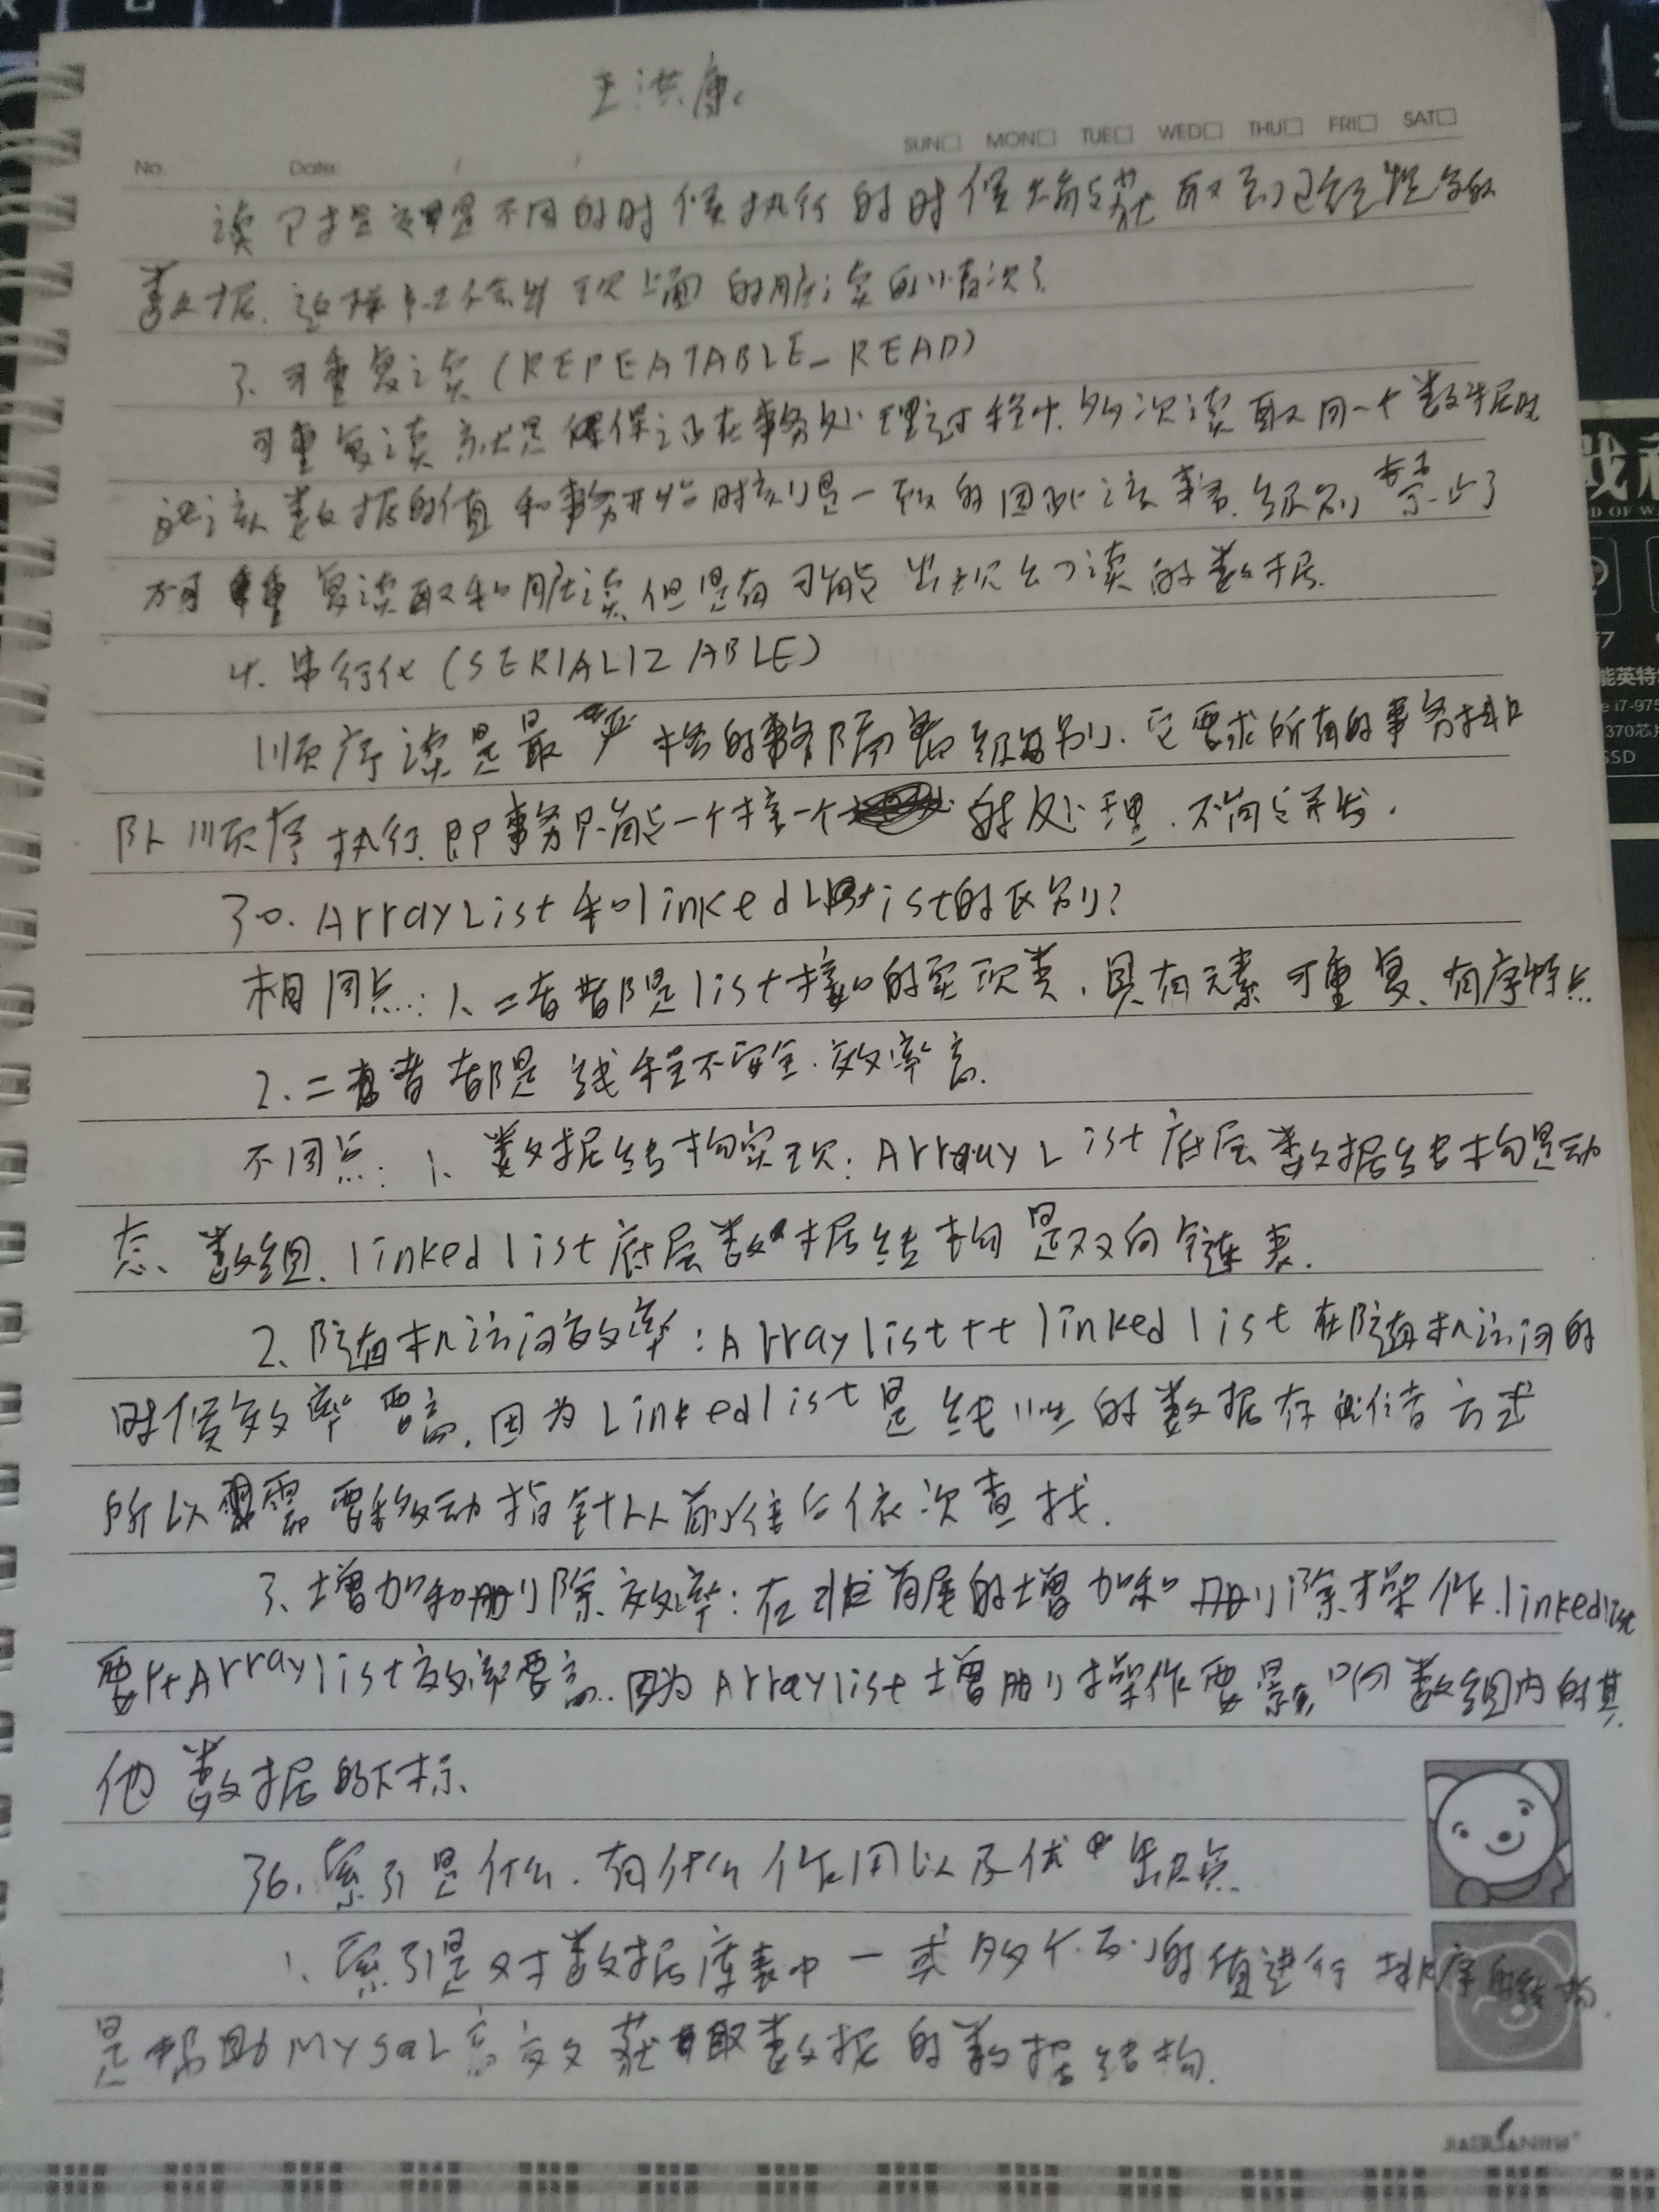 王洪康
No. Date: / / SUN□ MON□ TUE□ WED□ THU□ FRI□ SAT□
读已提交是不同的时候执行的时候只能获取到已经提交的
数据.这样就不会出现上面的脏读的情况了
3.可重复读(REPEATABLE_READ)
可重复读就是保证在事务处理过程中.多次读取同一个数据时
该数据的值和事务开始时刻是一致的因此该事务.级别禁止了
不可重复读取和脏读.但是有可能出现幻读的数据.
4.串行化(SERIALIZABLE)
顺序读是最严格的事务隔离级别.它要求所有的事务排
队顺序执行.即事务只能一个接一个的处理.不能并发.
30.ArrayList和linkedList的区别?
相同点:1、二者都是list接口的实现类.具有元素可重复、有序特点
2.二者都是线程不安全.效率高.
不同点:1、数据结构实现:ArrayList底层数据结构是动
态、数组.linkedlist底层数据结构是双向链表.
2、随机访问效率:Arraylist比linkedlist在随机访问的
时候效率要高.因为Linkedlist是线性的数据存储方式
所以需要移动指针从前往后依次查找.
3、增加和删除效率:在非首尾的增加和删除操作.linkedlist
要比Arraylist效率要高.因为Arraylist增删操作要影响数组内的其
他数据的下标、
36.索引是什么.有什么作用以及优缺点
1、索引是对数据库表中一或多个列的值进行排序的结构.
是帮助MySQL高效获取数据的数据结构.
i7
能英特
i7-975
370芯片
SSD